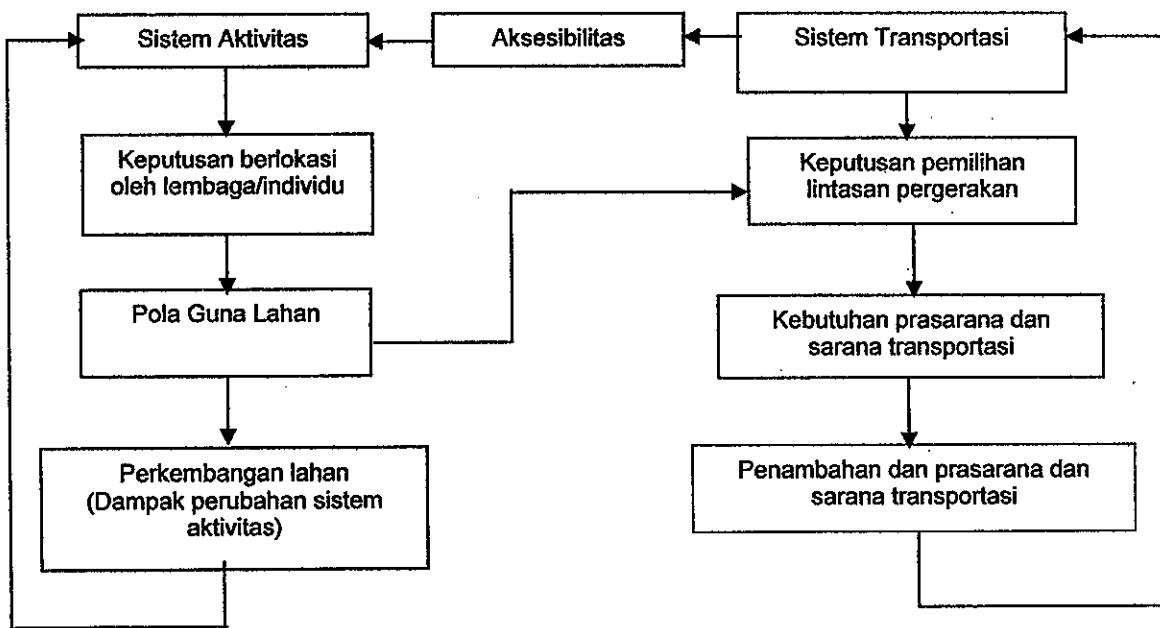 Sistem Aktivitas
Aksesibilitas
Sistem Transportasi
Keputusan berlokasi
oleh lembaga/individu
Keputusan pemilihan
lintasan pergerakan
Pola Guna Lahan
Kebutuhan prasarana dan
sarana transportasi
Perkembangan lahan
(Dampak perubahan sistem
aktivitas)
Penambahan dan prasarana dan
sarana transportasi